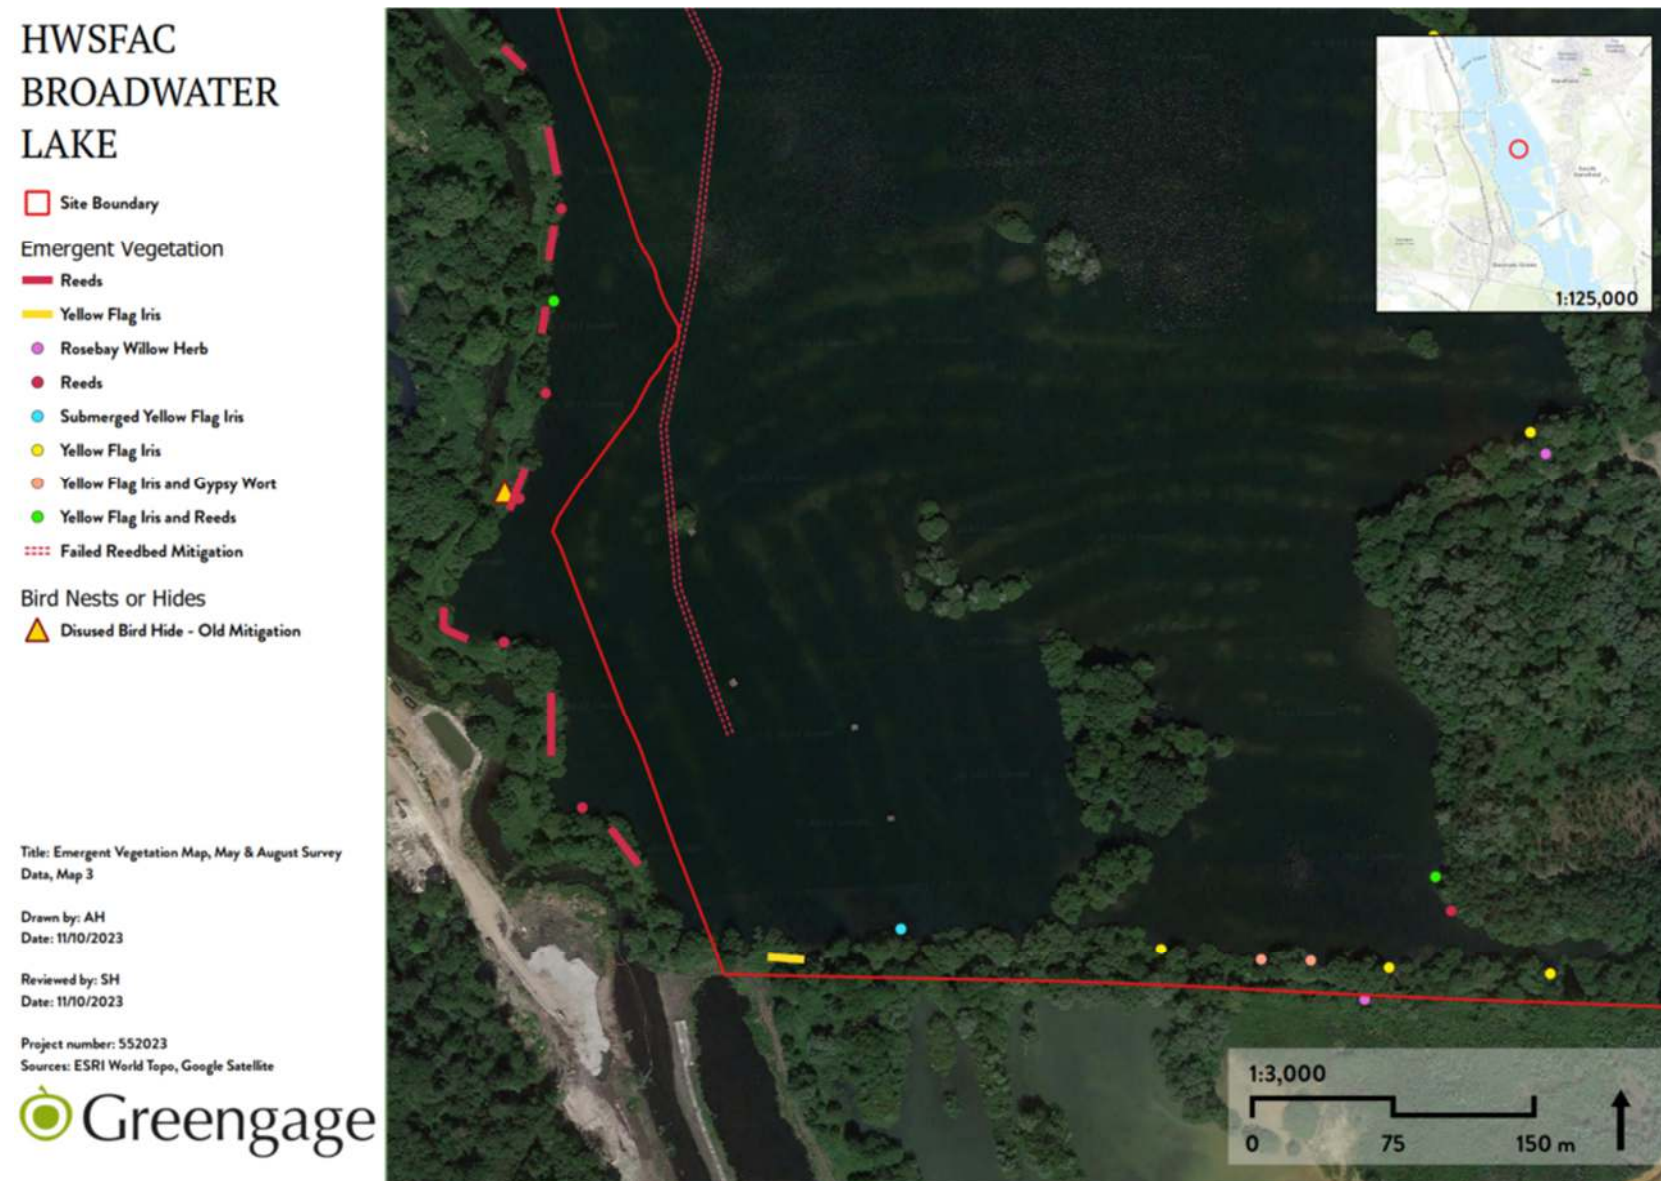 HWSFAC
BROADWATER
LAKE
Site Boundary
Emergent Vegetation
Reeds
Yellow Flag Iris
Rosebay Willow Herb
Reeds
Submerged Yellow Flag Iris
Yellow Flag Iris
Yellow Flag Iris and Gypsy Wort
Yellow Flag Iris and Reeds
Failed Reedbed Mitigation
Bird Nests or Hides
Disused Bird Hide - Old Mitigation
Title: Emergent Vegetation Map, May & August Survey
Data, Map 3
Drawn by: AH
Date: 11/10/2023
Reviewed by: SH
Date: 11/10/2023
Project number: 552023
Sources: ESRI World Topo, Google Satellite
Greengage
1:125,000
1:3,000
0 75 150 m